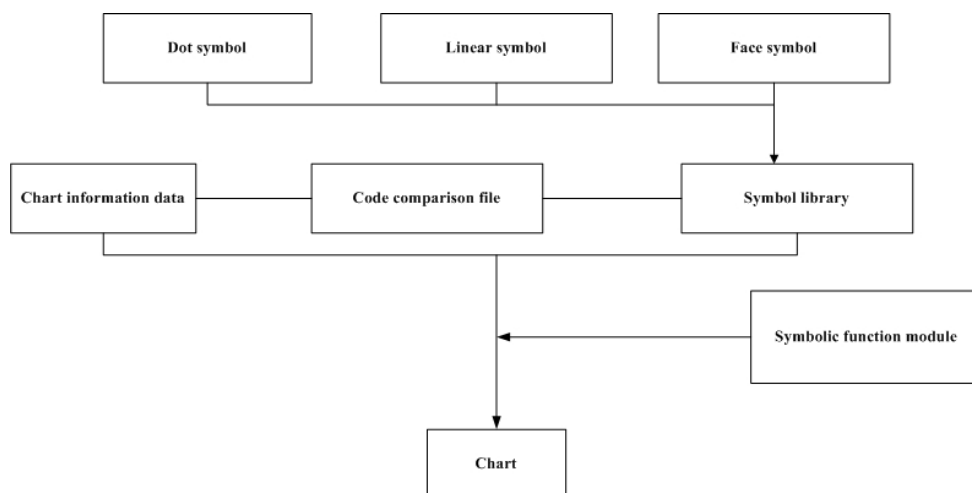 Dot symbol
Linear symbol
Face symbol
Chart information data
Code comparison file
Symbol library
Symbolic function module
Chart